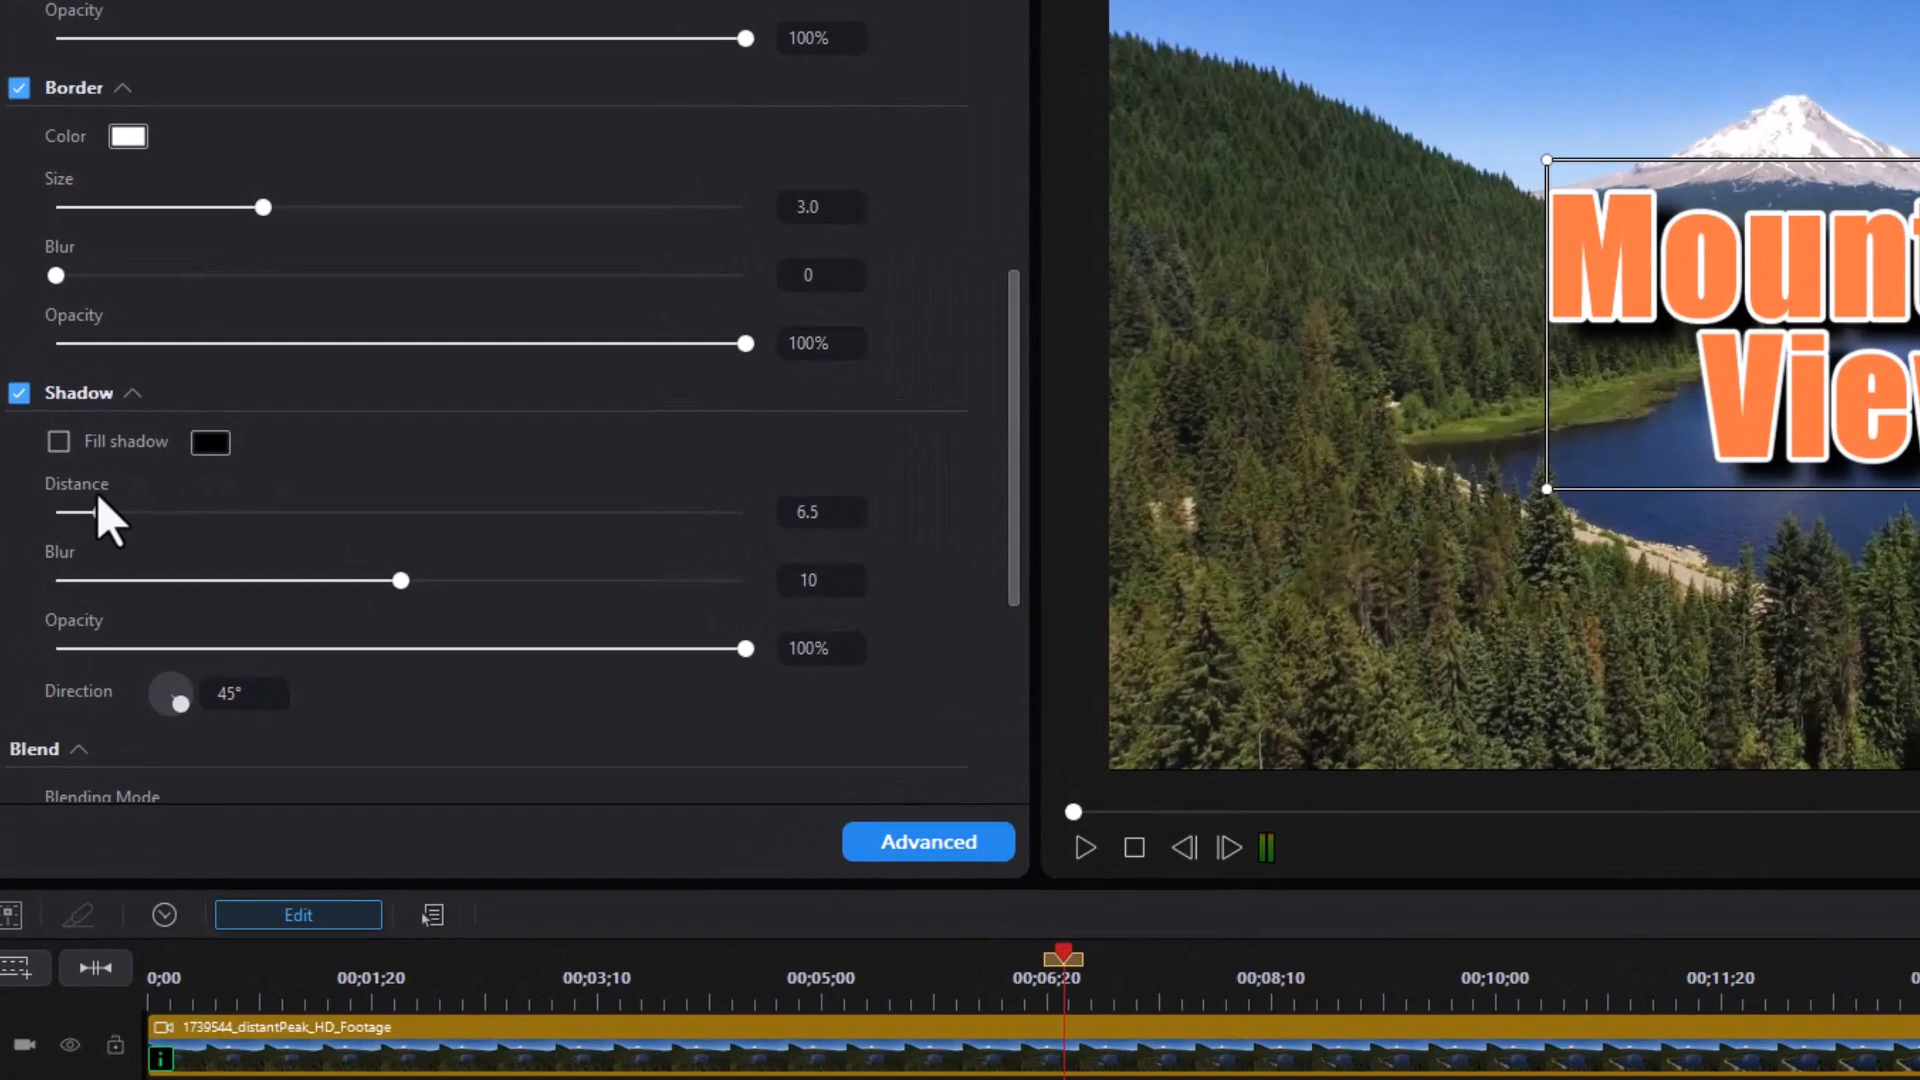 Opacity
100%
Border
Color
Size
3.0
Blur
0
Opacity
100%
Shadow
Fill shadow
Distance
6.5
Blur
10
Opacity
100%
Direction 45°
Blend
Blending Mode
Advanced
Mount
View
Edit
0;00 00;01;20 00;03;10 00;05;00 00;06;20 00;08;10 00;10;00 00;11;20
1739544_distantPeak_HD_Footage